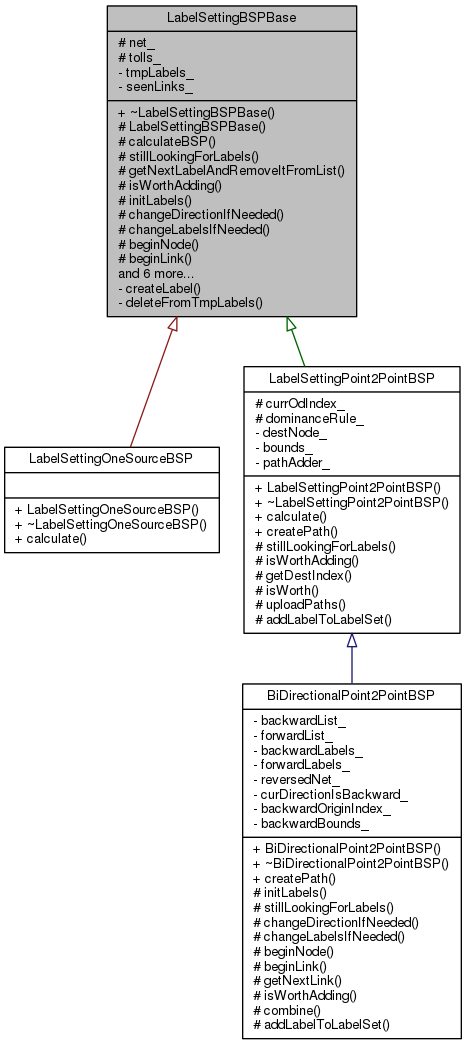 LabelSettingBSPBase
# net_
# tolls_
- tmpLabels_
- seenLinks_
+ ~LabelSettingBSPBase()
# LabelSettingBSPBase()
# calculateBSP()
# stillLookingForLabels()
# getNextLabelAndRemoveItFromList()
# isWorthAdding()
# initLabels()
# changeDirectionIfNeeded()
# changeLabelsIfNeeded()
# beginNode()
# beginLink()
and 6 more...
- createLabel()
- deleteFromTmpLabels()
LabelSettingPoint2PointBSP
# currOdIndex_
# dominanceRule_
- destNode_
- bounds_
- pathAdder_
+ LabelSettingPoint2PointBSP()
+ ~LabelSettingPoint2PointBSP()
+ calculate()
+ createPath()
# stillLookingForLabels()
# isWorthAdding()
# getDestIndex()
# isWorth()
# uploadPaths()
# addLabelToLabelSet()
LabelSettingOneSourceBSP
+ LabelSettingOneSourceBSP()
+ ~LabelSettingOneSourceBSP()
+ calculate()
BiDirectionalPoint2PointBSP
- backwardList_
- forwardList_
- backwardLabels_
- forwardLabels_
- reversedNet_
- curDirectionIsBackward_
- backwardOriginIndex_
- backwardBounds_
+ BiDirectionalPoint2PointBSP()
+ ~BiDirectionalPoint2PointBSP()
+ createPath()
# initLabels()
# stillLookingForLabels()
# changeDirectionIfNeeded()
# changeLabelsIfNeeded()
# beginNode()
# beginLink()
# getNextLink()
# isWorthAdding()
# combine()
# addLabelToLabelSet()